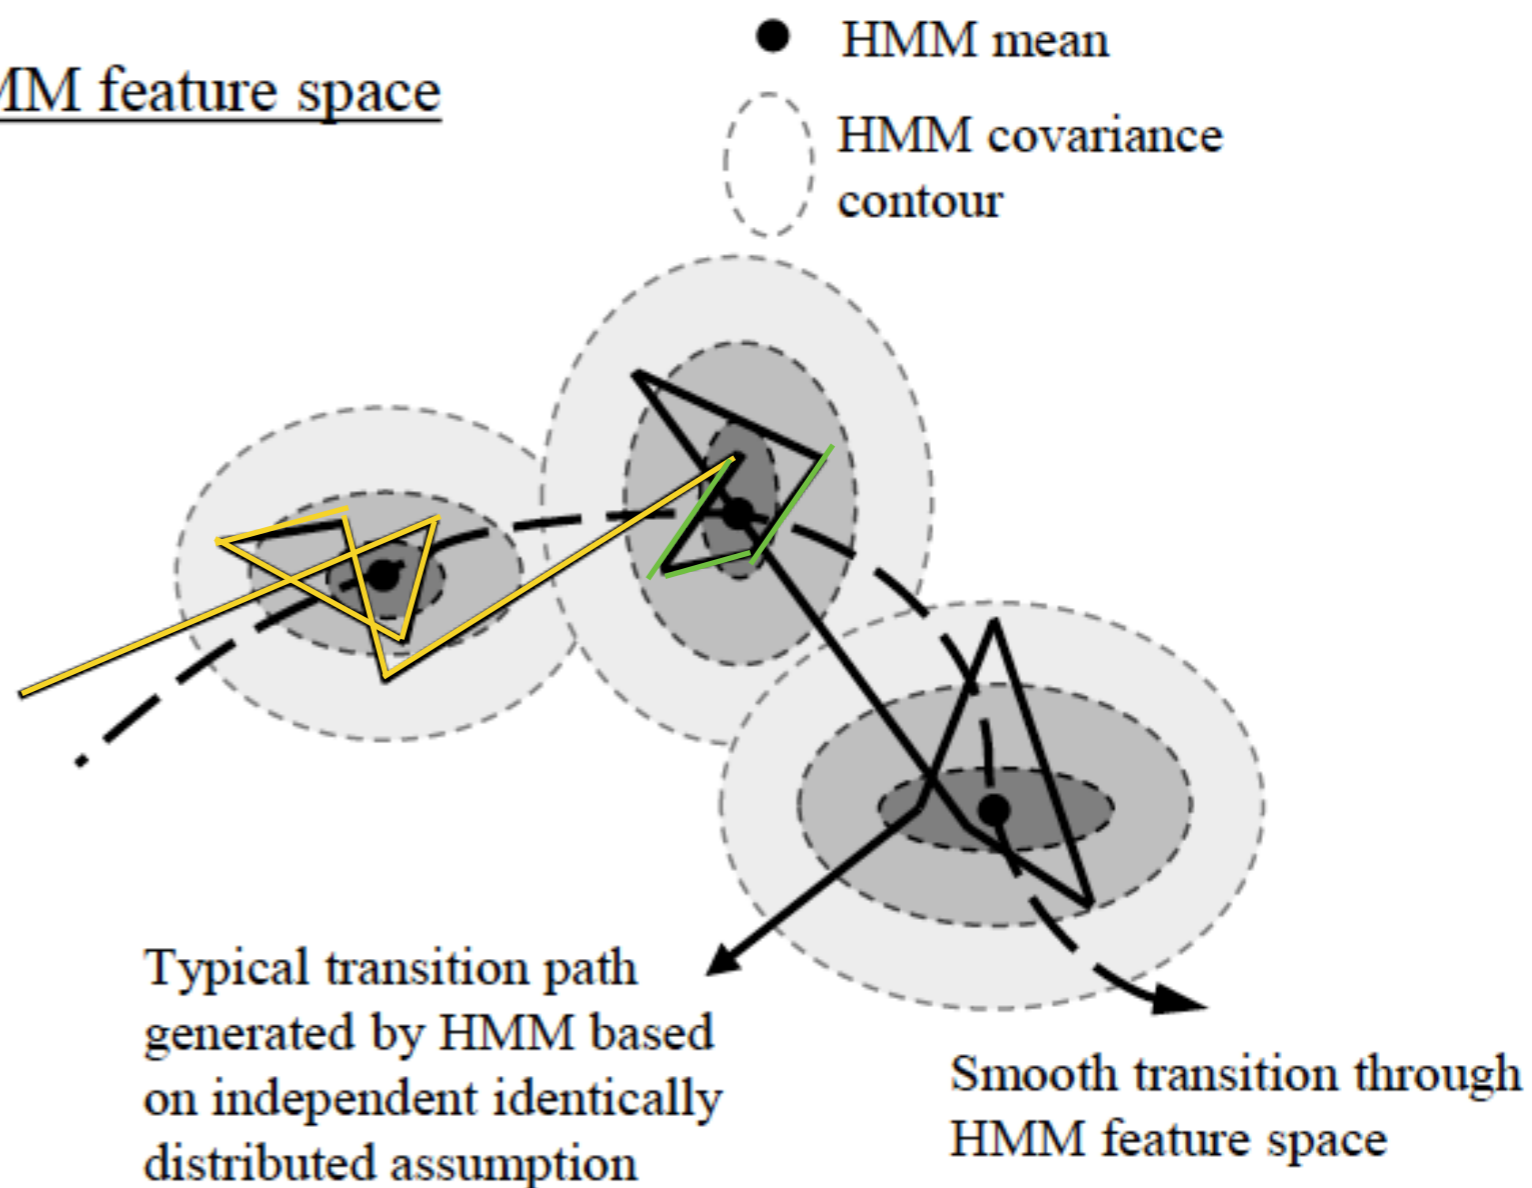 MM feature space
HMM mean
HMM covariance
contour
Typical transition path
generated by HMM based
on independent identically
distributed assumption
Smooth transition through
HMM feature space